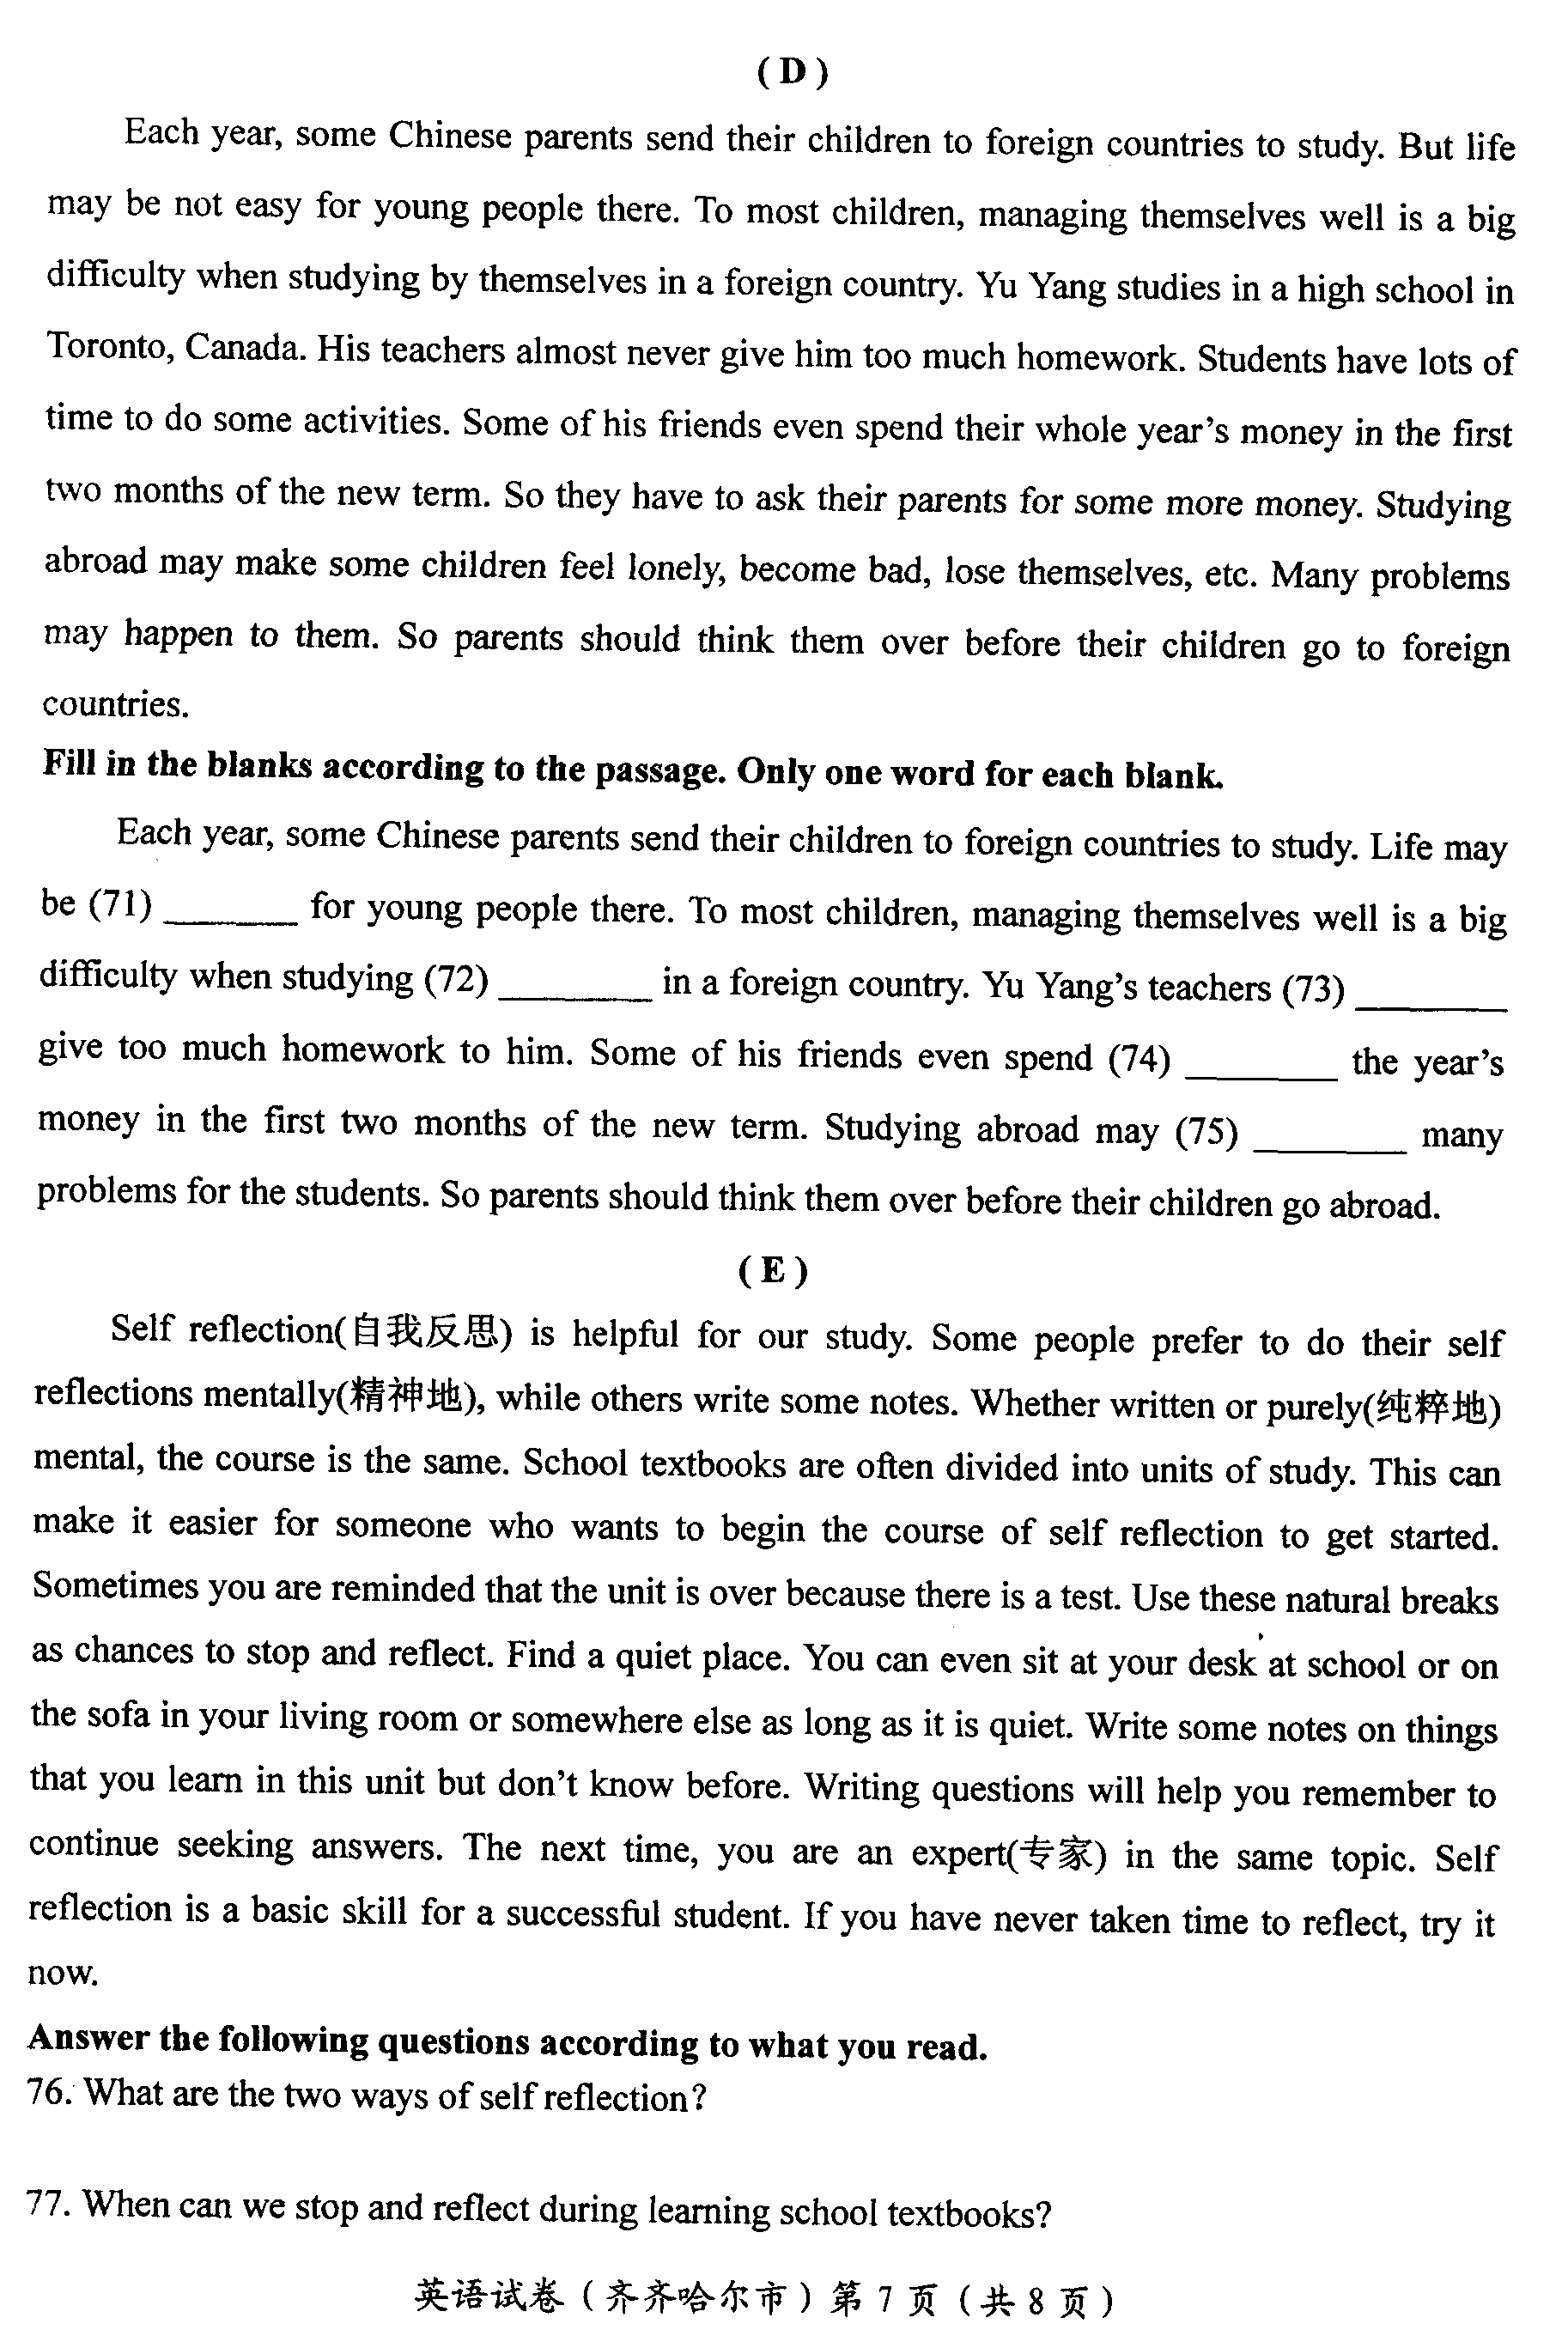 (D)
Each year, some Chinese parents send their children to foreign countries to study. But life
may be not easy for young people there. To most children, managing themselves well is a big
difficulty when studying by themselves in a foreign country. Yu Yang studies in a high school in
Toronto, Canada. His teachers almost never give him too much homework. Students have lots of
time to do some activities. Some of his friends even spend their whole year's money in the first
two months of the new term. So they have to ask their parents for some more money. Studying
abroad may make some children feel lonely, become bad, lose themselves, etc. Many problems
may happen to them. So parents should think them over before their children go to foreign
countries.
Fill in the blanks according to the passage. Only one word for each blank.
Each year, some Chinese parents send their children to foreign countries to study. Life may
be (71) ________ for young people there. To most children, managing themselves well is a big
difficulty when studying (72) ________ in a foreign country. Yu Yang's teachers (73) ________
give too much homework to him. Some of his friends even spend (74) ________ the year's
money in the first two months of the new term. Studying abroad may (75) ________ many
problems for the students. So parents should think them over before their children go abroad.
(E)
Self reflection(自我反思) is helpful for our study. Some people prefer to do their self
reflections mentally(精神地), while others write some notes. Whether written or purely(纯粹地)
mental, the course is the same. School textbooks are often divided into units of study. This can
make it easier for someone who wants to begin the course of self reflection to get started.
Sometimes you are reminded that the unit is over because there is a test. Use these natural breaks
as chances to stop and reflect. Find a quiet place. You can even sit at your desk at school or on
the sofa in your living room or somewhere else as long as it is quiet. Write some notes on things
that you learn in this unit but don't know before. Writing questions will help you remember to
continue seeking answers. The next time, you are an expert(专家) in the same topic. Self
reflection is a basic skill for a successful student. If you have never taken time to reflect, try it
now.
Answer the following questions according to what you read.
76. What are the two ways of self reflection?
77. When can we stop and reflect during learning school textbooks?
英语试卷(齐齐哈尔市)第 7 页(共 8 页)